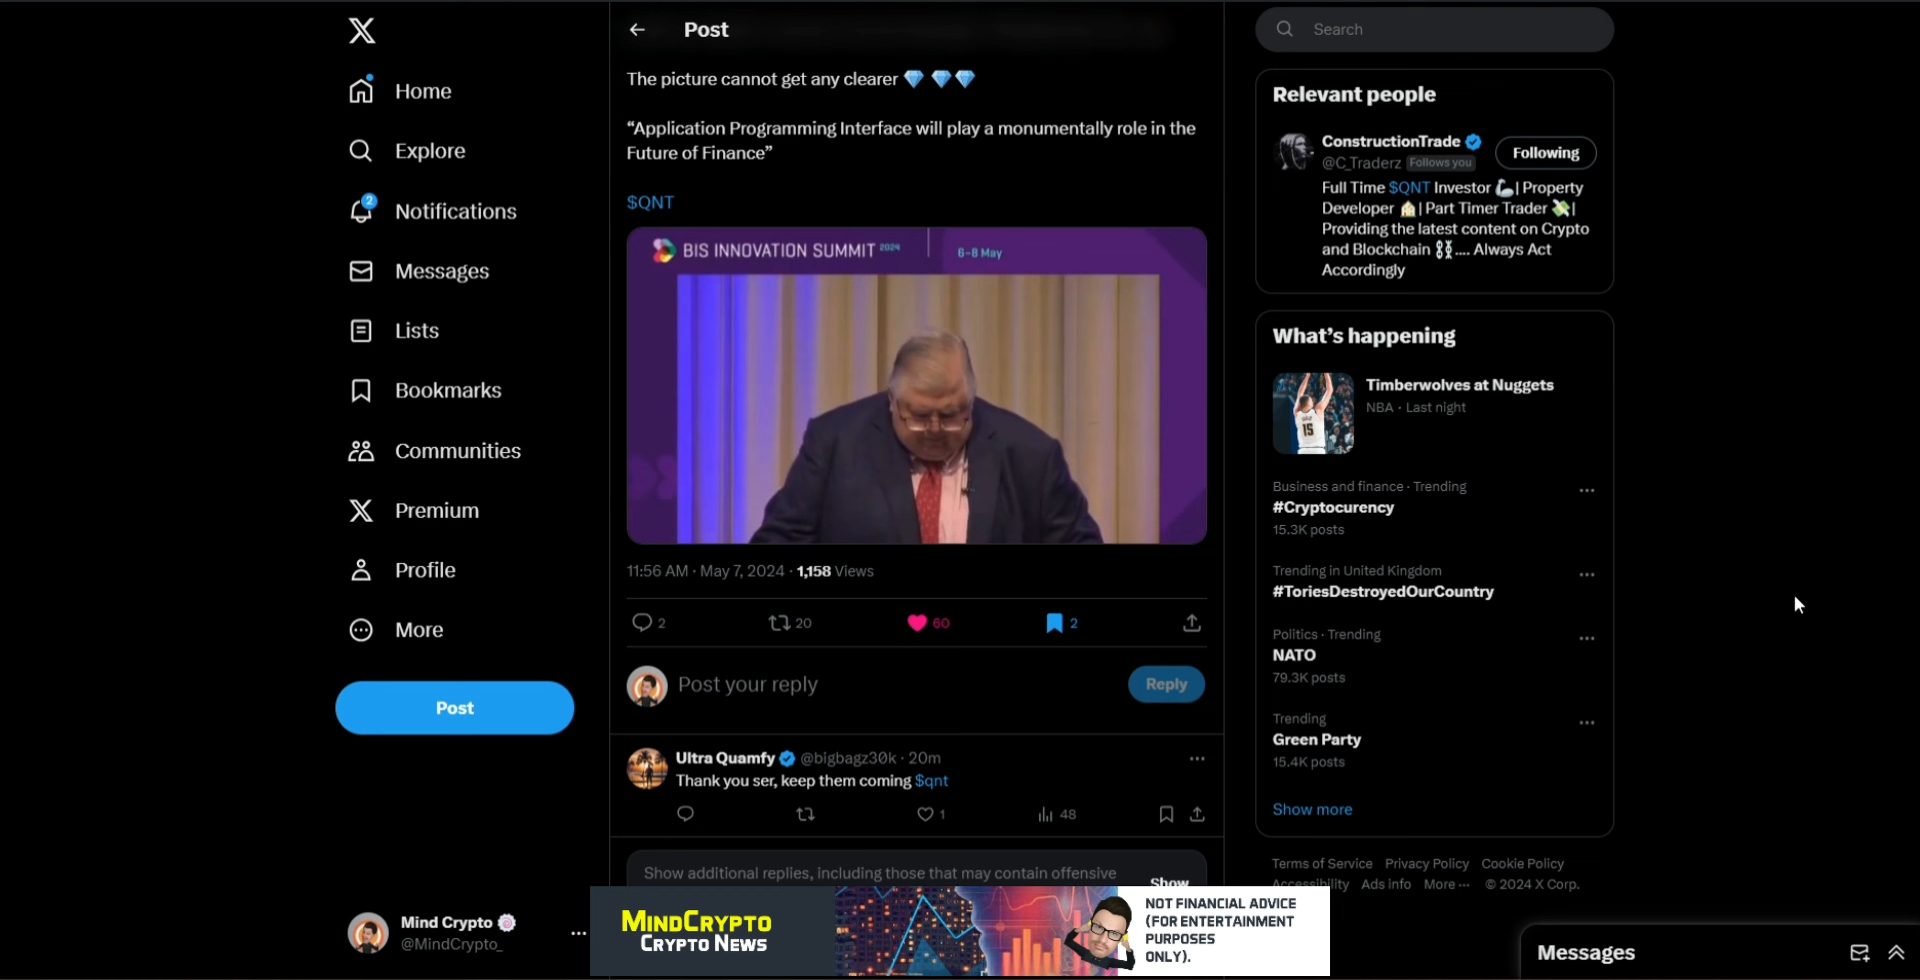 Home
Explore
2
Notifications
Messages
Lists
Bookmarks
Communities
Premium
Profile
More
Post
Mind Crypto
@MindCrypto_
Post
The picture cannot get any clearer
“Application Programming Interface will play a monumentally role in the
Future of Finance”
$QNT
BIS INNOVATION SUMMIT 2024
6–8 May
11:56 AM · May 7, 2024 · 1,158 Views
2 20 60 2
Post your reply
Reply
Ultra Quamfy @bigbagz30k · 20m
Thank you ser, keep them coming $qnt
1 48
Show additional replies, including those that may contain offensive
Show
MINDCRYPTO
CRYPTO NEWS
NOT FINANCIAL ADVICE
(FOR ENTERTAINMENT
PURPOSES
ONLY).
Search
Relevant people
ConstructionTrade
@C_Traderz Follows you
Following
Full Time $QNT Investor | Property
Developer | Part Timer Trader |
Providing the latest content on Crypto
and Blockchain .... Always Act
Accordingly
What’s happening
15
Timberwolves at Nuggets
NBA · Last night
Business and finance · Trending
#Cryptocurency
15.3K posts
Trending in United Kingdom
#ToriesDestroyedOurCountry
Politics · Trending
NATO
79.3K posts
Trending
Green Party
15.4K posts
Show more
Terms of Service Privacy Policy Cookie Policy
Accessibility Ads info More ··· © 2024 X Corp.
Messages